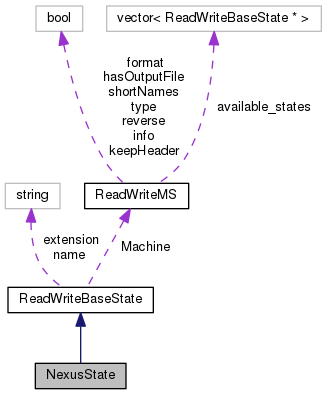 bool
vector< ReadWriteBaseState * >
format
hasOutputFile
shortNames
type
reverse
info
keepHeader
available_states
string
ReadWriteMS
extension
name
Machine
ReadWriteBaseState
NexusState